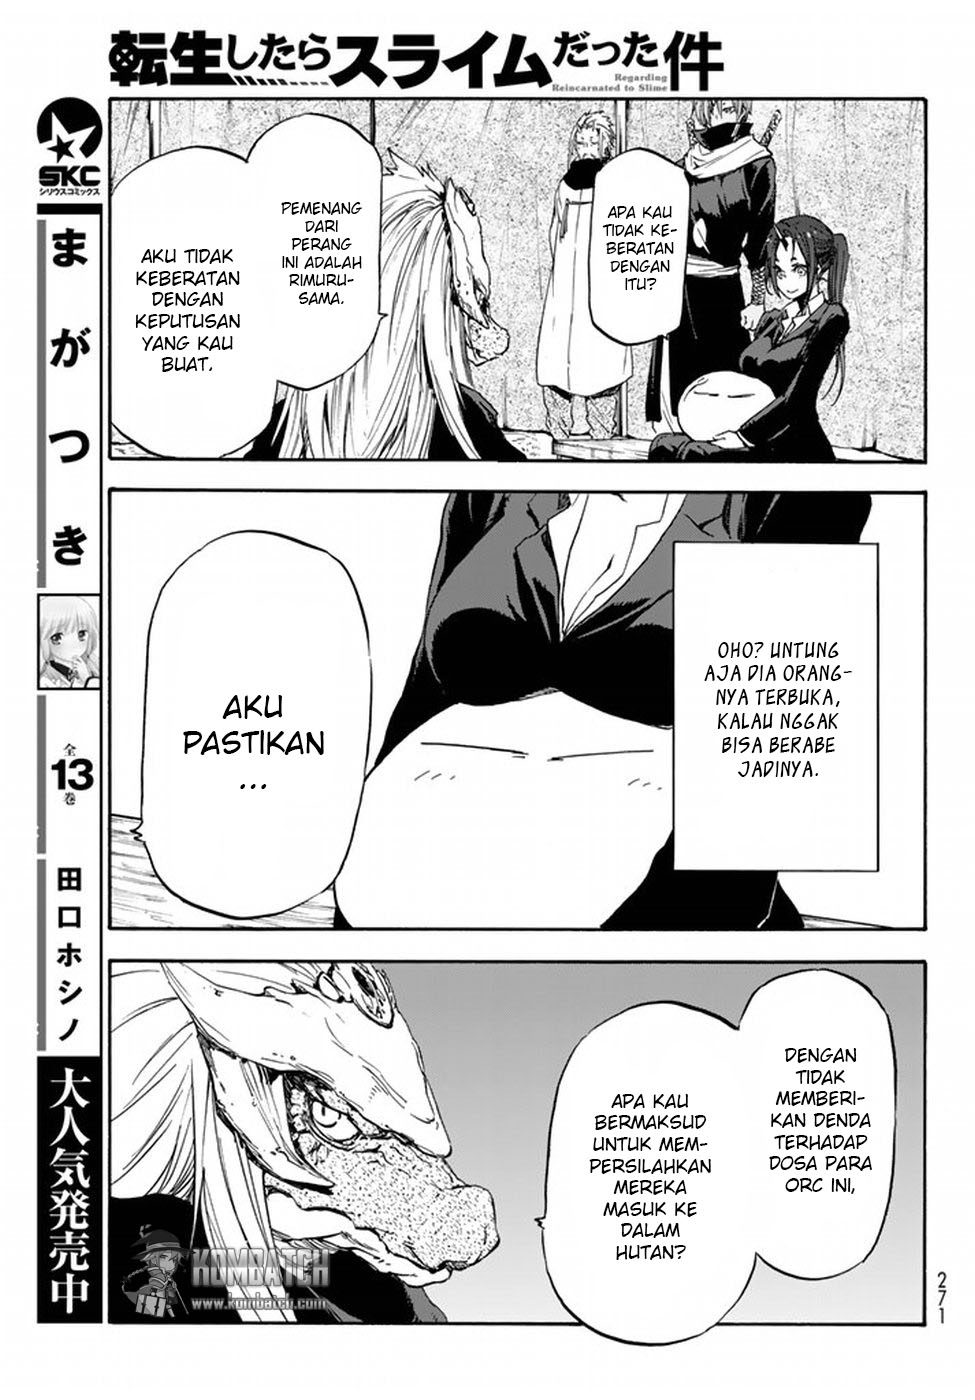 転生したらスライムだった件
Regarding
Reincarnated to Slime
SKC
シリウスコミックス
まがつき
全
13
巻
田口ホシノ
大人気発売中
APA KAU
TIDAK KE-
BERATAN
DENGAN
ITU?
PEMENANG
DARI
PERANG
INI ADALAH
RIMURU-
SAMA.
AKU TIDAK
KEBERATAN
DENGAN
KEPUTUSAN
YANG KAU
BUAT.
OHO? UNTUNG
AJA DIA ORANG-
NYA TERBUKA,
KALAU NGGAK
BISA BERABE
JADINYA.
AKU
PASTIKAN
...
DENGAN
TIDAK
MEMBERI-
KAN DENDA
TERHADAP
DOSA PARA
ORC INI,
APA KAU
BERMAKSUD
UNTUK MEM-
PERSILAHKAN
MEREKA
MASUK KE
DALAM
HUTAN?
KOMBATCH
www.kombatch.com
271